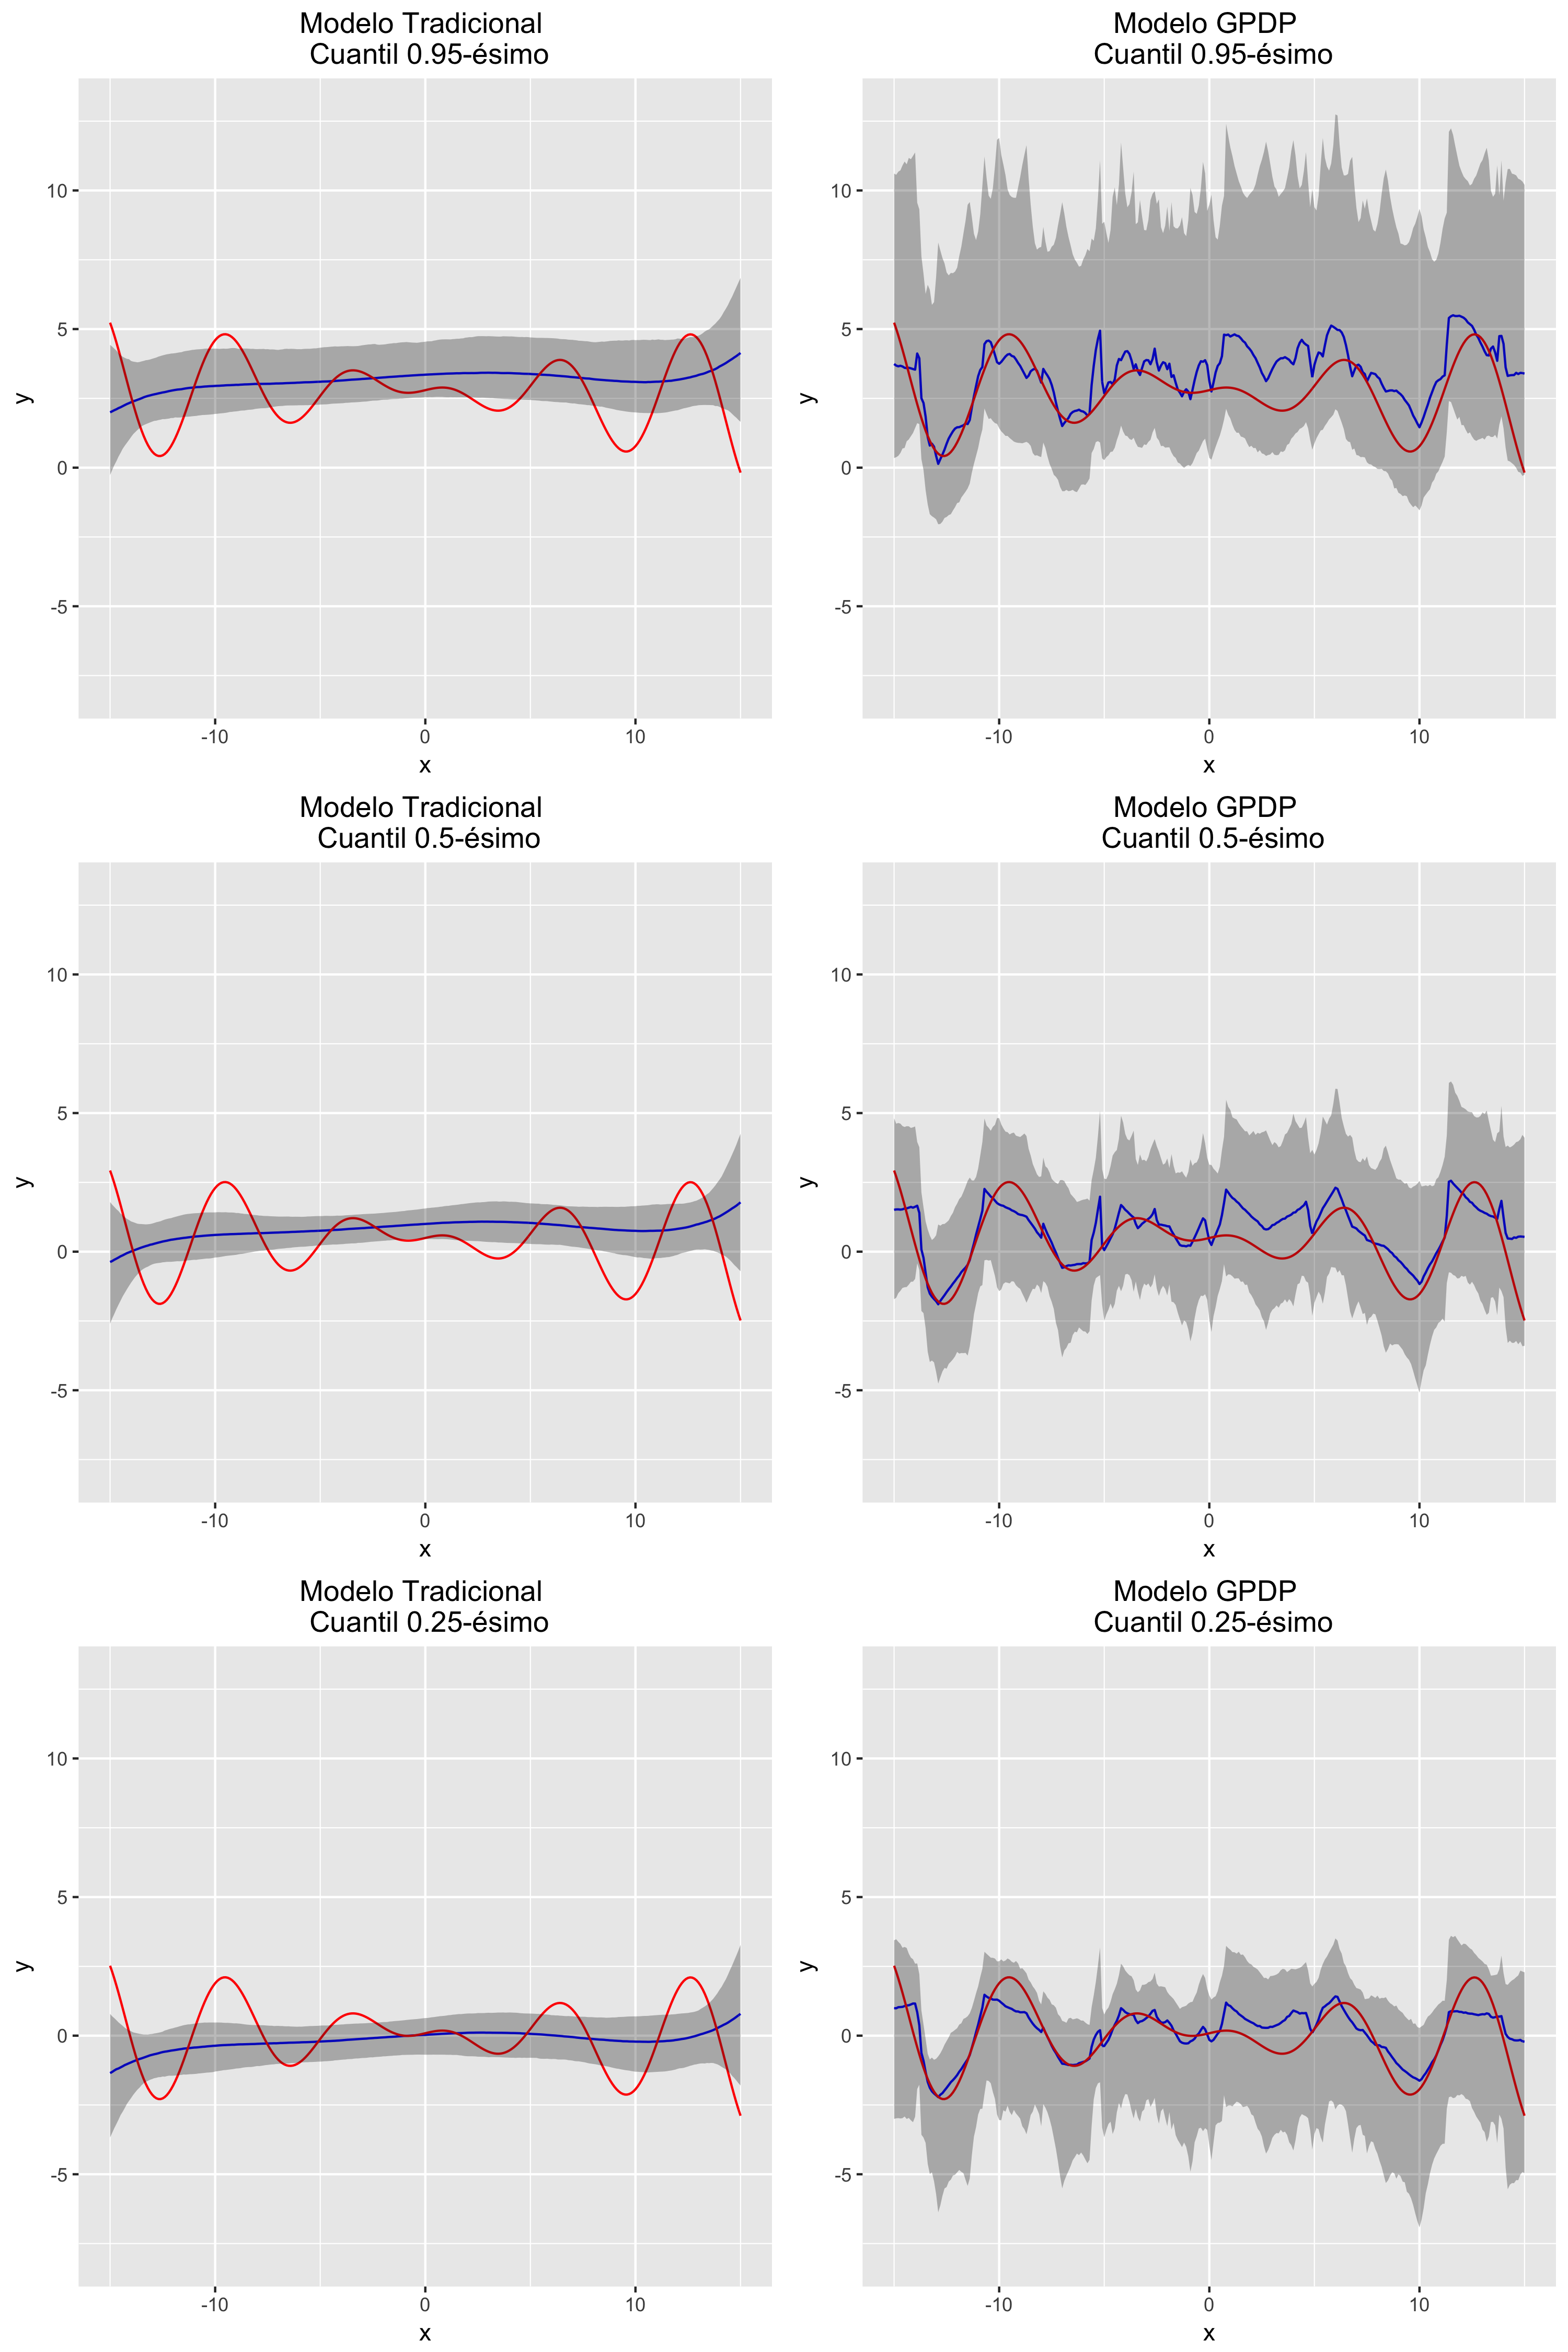 Modelo Tradicional
Cuantil 0.95-ésimo
10
5
0
-5
y
-10 0 10
x
Modelo GPDP
Cuantil 0.95-ésimo
10
5
0
-5
y
-10 0 10
x
Modelo Tradicional
Cuantil 0.5-ésimo
10
5
0
-5
y
-10 0 10
x
Modelo GPDP
Cuantil 0.5-ésimo
10
5
0
-5
y
-10 0 10
x
Modelo Tradicional
Cuantil 0.25-ésimo
10
5
0
-5
y
-10 0 10
x
Modelo GPDP
Cuantil 0.25-ésimo
10
5
0
-5
y
-10 0 10
x